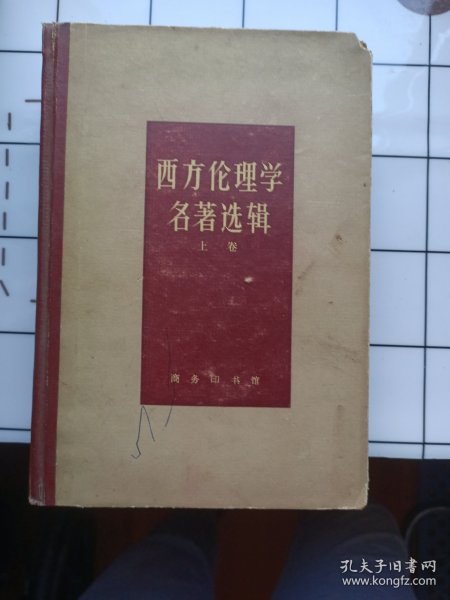 西方伦理学
名著选辑
上卷
商务印书馆
孔夫子旧书网
www.kongfz.com